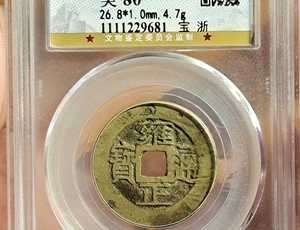 美 80
26.8*1.0mm, 4.7g
1111229681 宝 浙
文物鉴定委员会监制
雍
寶 通
正